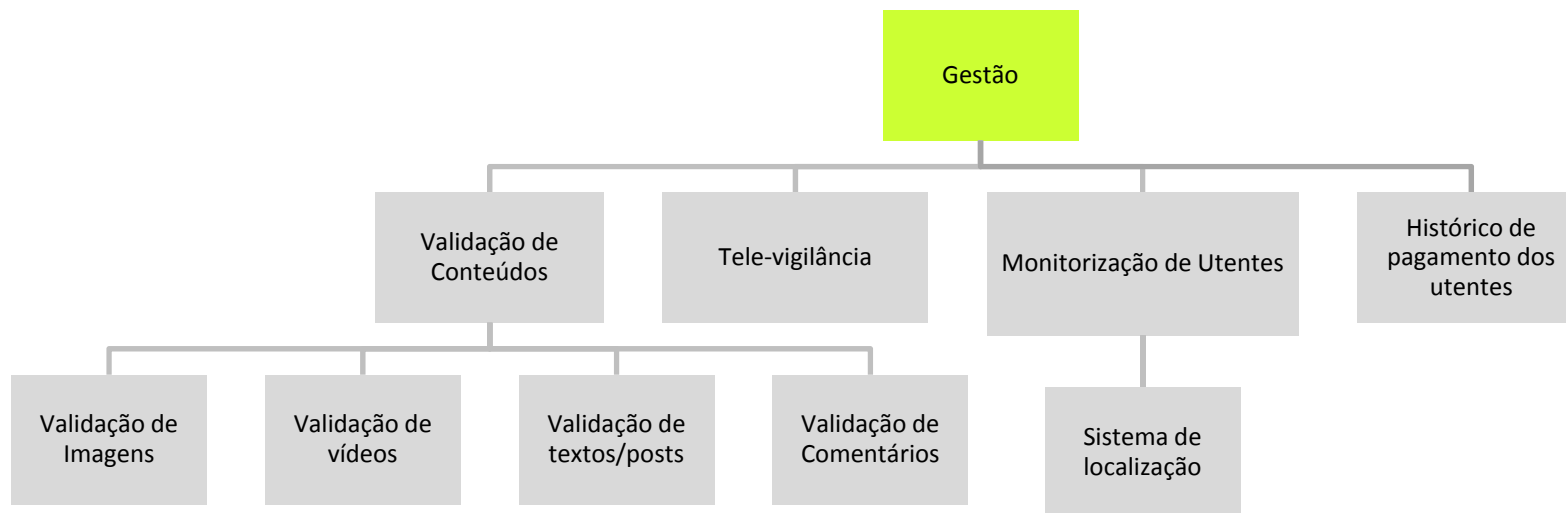 Gestão
Validação de
Conteúdos
Tele-vigilância
Monitorização de Utentes
Histórico de
pagamento dos
utentes
Validação de
Imagens
Validação de
vídeos
Validação de
textos/posts
Validação de
Comentários
Sistema de
localização